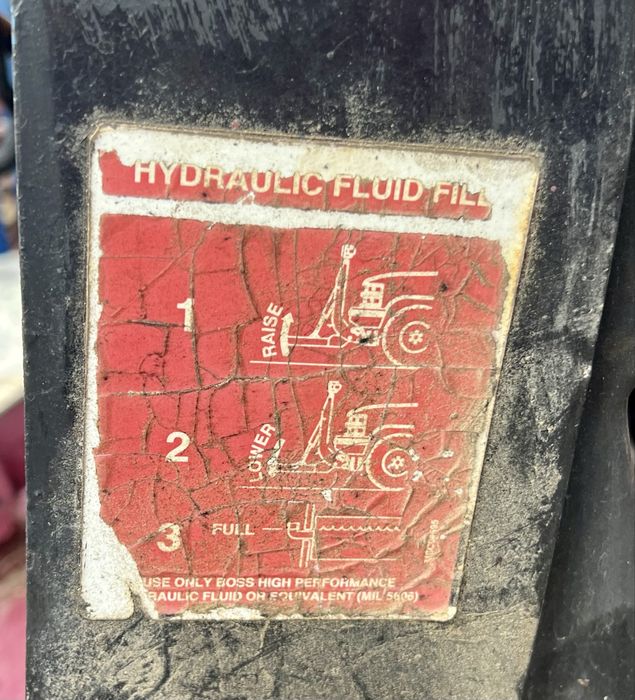 HYDRAULIC FLUID FILL
1
RAISE
2
LOWER
3 FULL
USE ONLY BOSS HIGH PERFORMANCE
RAULIC FLUID OR EQUIVALENT (MIL 5606)